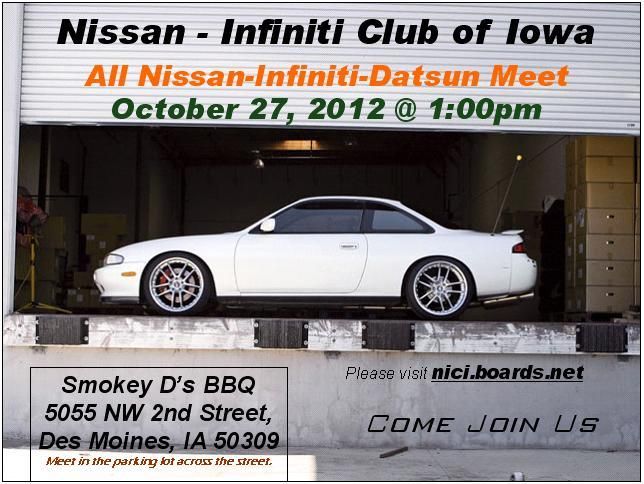 Nissan - Infiniti Club of Iowa
All Nissan-Infiniti-Datsun Meet
October 27, 2012 @ 1:00pm
Please visit nici.boards.net
Smokey D's BBQ
5055 NW 2nd Street,
Des Moines, IA 50309
Meet in the parking lot across the street.
Come Join Us